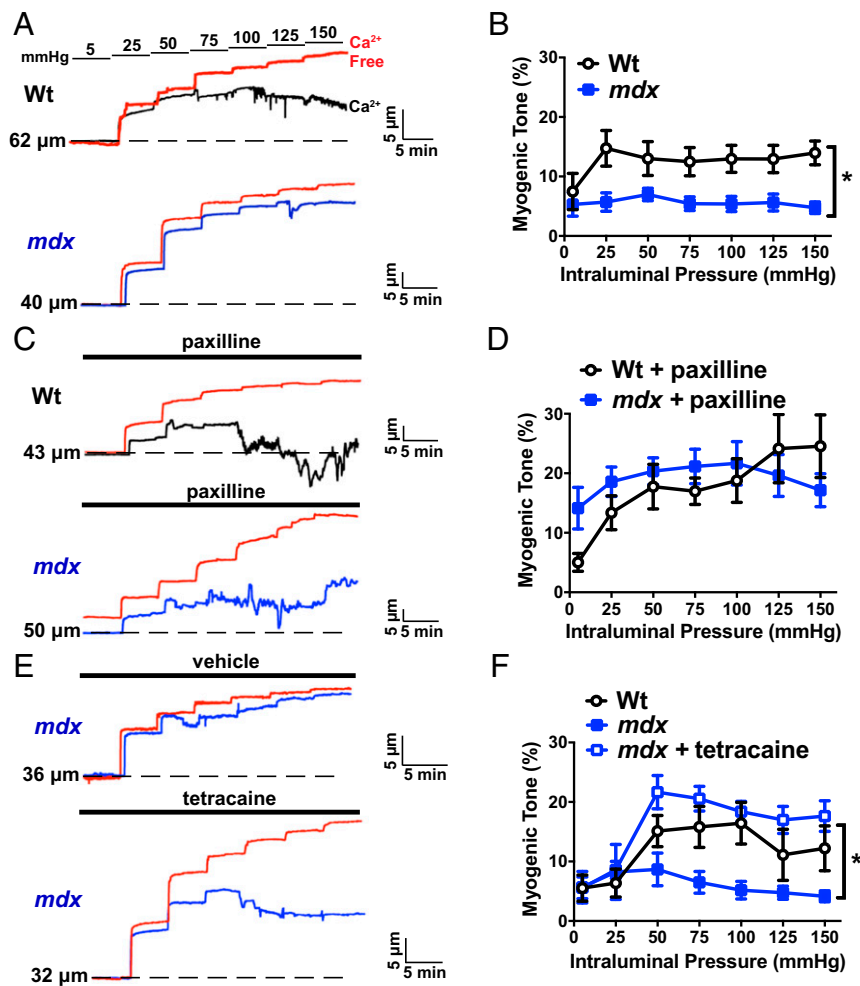 A
mmHg 5 25 50 75 100 125 150
Ca²⁺
Free
Wt
Ca²⁺
62 µm
5 µm
5 min
mdx
40 µm
5 µm
5 min
B
Wt
mdx
Myogenic Tone (%)
30
20
10
0
*
0 25 50 75 100 125 150
Intraluminal Pressure (mmHg)
C
paxilline
Wt
43 µm
5 µm
5 min
paxilline
mdx
50 µm
5 µm
5 min
D
Wt + paxilline
mdx + paxilline
Myogenic Tone (%)
30
20
10
0
0 25 50 75 100 125 150
Intraluminal Pressure (mmHg)
E
vehicle
mdx
36 µm
5 µm
5 min
tetracaine
mdx
32 µm
5 µm
5 min
F
Wt
mdx
mdx + tetracaine
Myogenic Tone (%)
30
20
10
0
*
0 25 50 75 100 125 150
Intraluminal Pressure (mmHg)